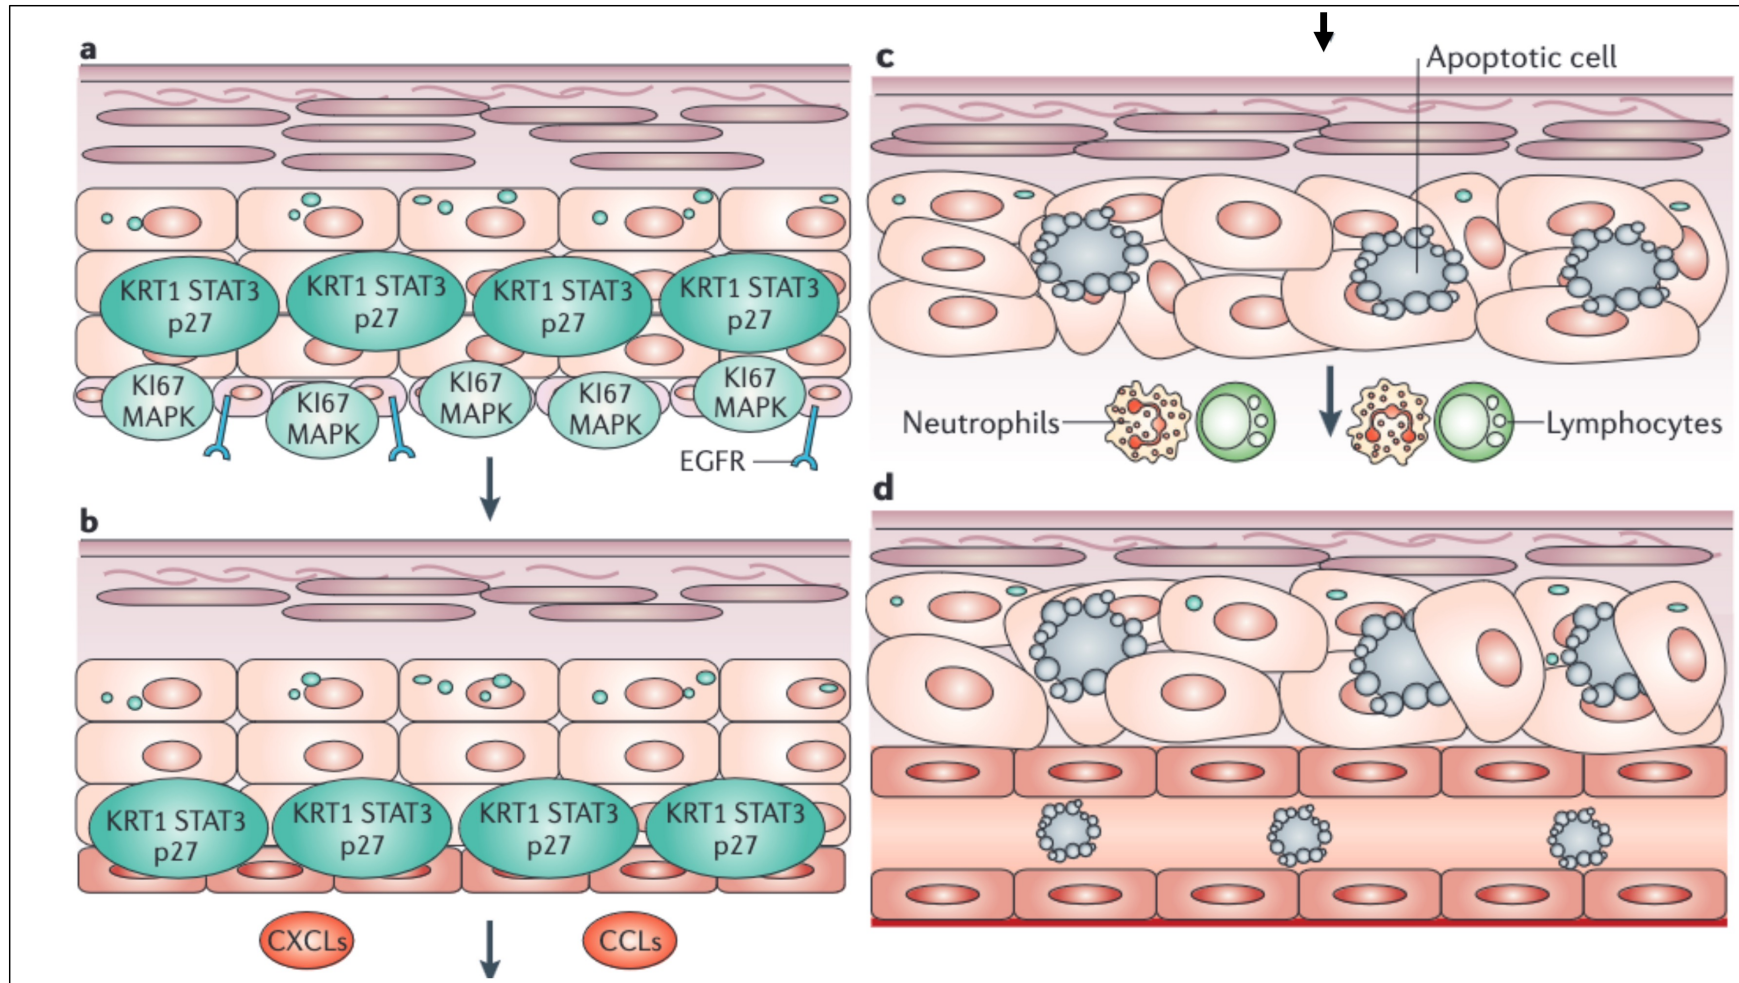 a
KRT1 STAT3
p27
KRT1 STAT3
p27
KRT1 STAT3
p27
KRT1 STAT3
p27
KI67
MAPK
KI67
MAPK
KI67
MAPK
KI67
MAPK
KI67
MAPK
EGFR
b
KRT1 STAT3
p27
KRT1 STAT3
p27
KRT1 STAT3
p27
KRT1 STAT3
p27
CXCLs
CCLs
c
Apoptotic cell
Neutrophils
Lymphocytes
d